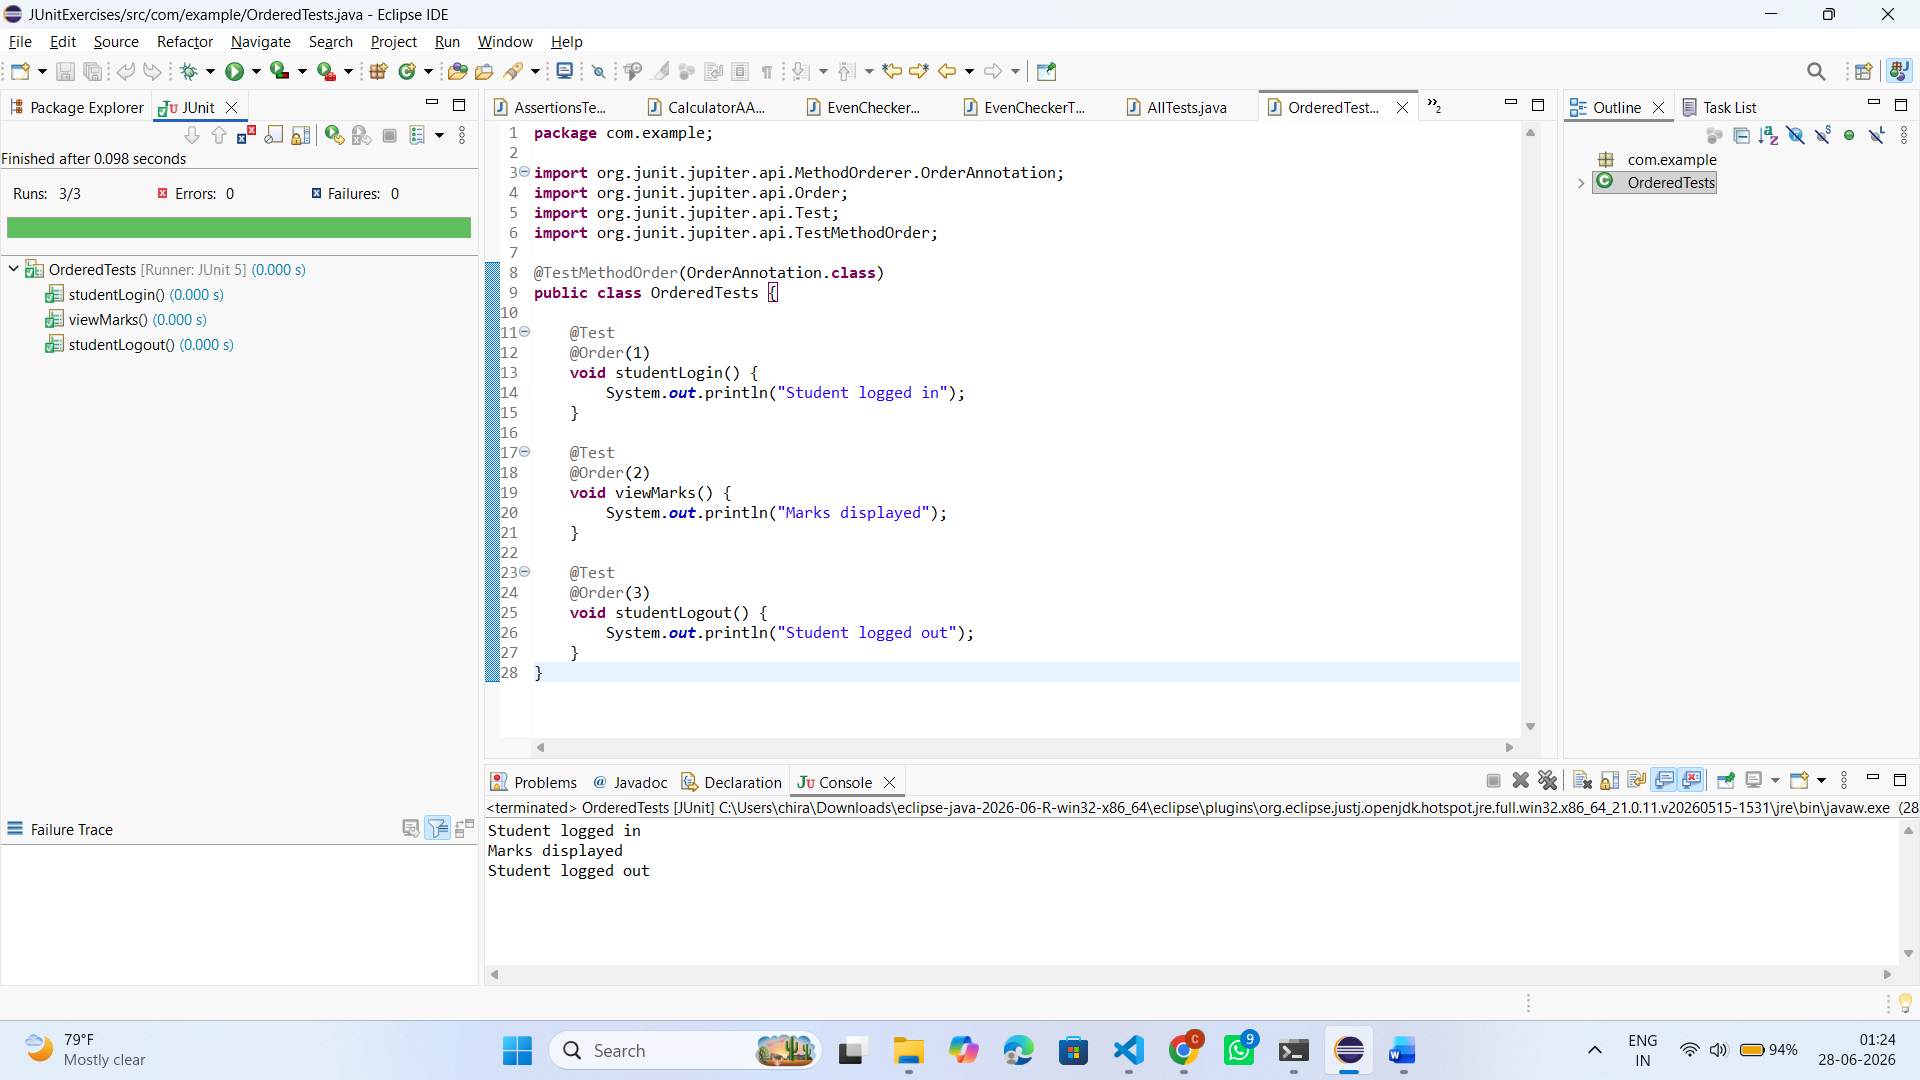 JUnitExercises/src/com/example/OrderedTests.java - Eclipse IDE
File Edit Source Refactor Navigate Search Project Run Window Help
Package Explorer JUnit
Finished after 0.098 seconds
Runs: 3/3 Errors: 0 Failures: 0
OrderedTests [Runner: JUnit 5] (0.000 s)
studentLogin() (0.000 s)
viewMarks() (0.000 s)
studentLogout() (0.000 s)
Failure Trace
AssertionsTe... CalculatorAA... EvenChecker... EvenCheckerT... AllTests.java OrderedTest... »2
1 package com.example;
2
3 import org.junit.jupiter.api.MethodOrderer.OrderAnnotation;
4 import org.junit.jupiter.api.Order;
5 import org.junit.jupiter.api.Test;
6 import org.junit.jupiter.api.TestMethodOrder;
7
8 @TestMethodOrder(OrderAnnotation.class)
9 public class OrderedTests {
10
11 @Test
12 @Order(1)
13 void studentLogin() {
14 System.out.println("Student logged in");
15 }
16
17 @Test
18 @Order(2)
19 void viewMarks() {
20 System.out.println("Marks displayed");
21 }
22
23 @Test
24 @Order(3)
25 void studentLogout() {
26 System.out.println("Student logged out");
27 }
28 }
Outline Task List
com.example
OrderedTests
Problems Javadoc Declaration Console
<terminated> OrderedTests [JUnit] C:\Users\chira\Downloads\eclipse-java-2026-06-R-win32-x86_64\eclipse\plugins\org.eclipse.justj.openjdk.hotspot.jre.full.win32.x86_64_21.0.11.v20260515-1531\jre\bin\javaw.exe (28
Student logged in
Marks displayed
Student logged out
79°F
Mostly clear
Search
C
9
ENG
IN
94%
01:24
28-06-2026